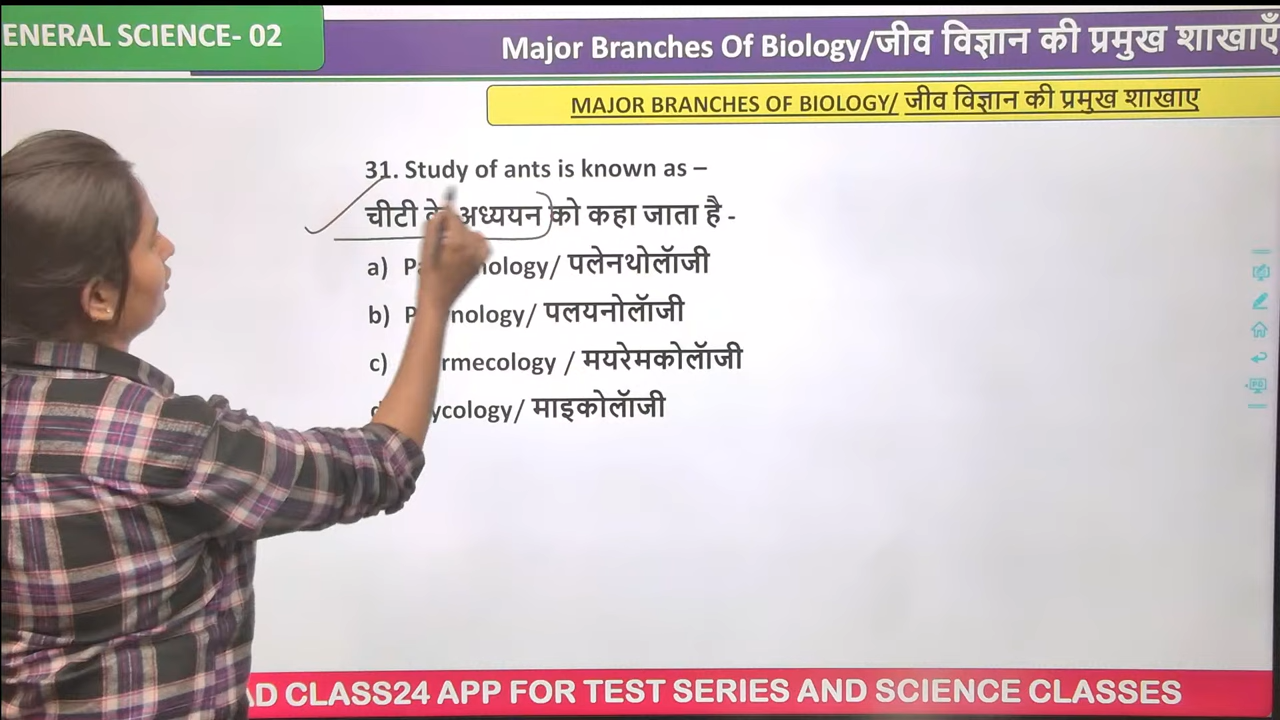 ENERAL SCIENCE- 02
Major Branches Of Biology/जीव विज्ञान की प्रमुख शाखाएँ
MAJOR BRANCHES OF BIOLOGY/ जीव विज्ञान की प्रमुख शाखाए
31. Study of ants is known as –
चीटी के अध्ययन को कहा जाता है -
a) nology/ पलेनथोलॅाजी
b) P nology/ पलयनोलॅाजी
c) rmecology / मयरेमकोलॅाजी
ycology/ माइकोलॅाजी
AD CLASS24 APP FOR TEST SERIES AND SCIENCE CLASSES